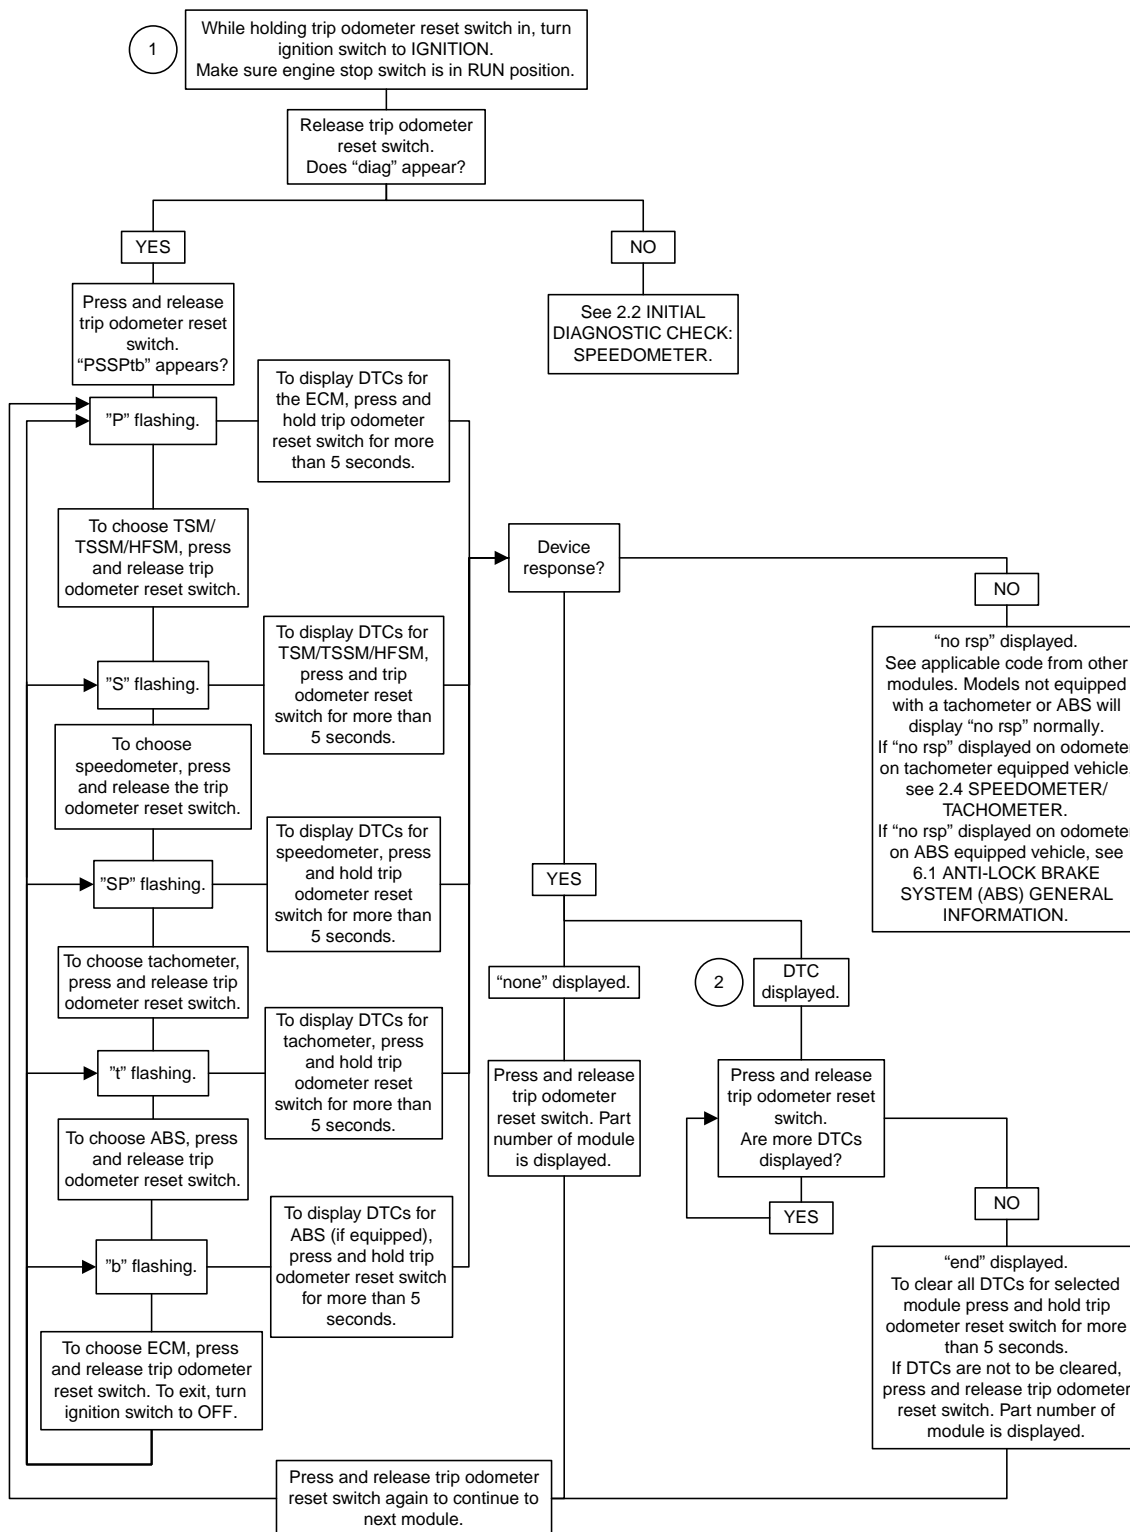 1
While holding trip odometer reset switch in, turn
ignition switch to IGNITION.
Make sure engine stop switch is in RUN position.
Release trip odometer
reset switch.
Does “diag” appear?
YES
NO
Press and release
trip odometer reset
switch.
“PSSPtb” appears?
See 2.2 INITIAL
DIAGNOSTIC CHECK:
SPEEDOMETER.
”P” flashing.
To display DTCs for
the ECM, press and
hold trip odometer
reset switch for more
than 5 seconds.
To choose TSM/
TSSM/HFSM, press
and release trip
odometer reset switch.
Device
response?
NO
”S” flashing.
To display DTCs for
TSM/TSSM/HFSM,
press and trip
odometer reset
switch for more than
5 seconds.
“no rsp” displayed.
See applicable code from other
modules. Models not equipped
with a tachometer or ABS will
display “no rsp” normally.
If “no rsp” displayed on odometer
on tachometer equipped vehicle,
see 2.4 SPEEDOMETER/
TACHOMETER.
If “no rsp” displayed on odometer
on ABS equipped vehicle, see
6.1 ANTI-LOCK BRAKE
SYSTEM (ABS) GENERAL
INFORMATION.
To choose
speedometer, press
and release the trip
odometer reset switch.
”SP” flashing.
To display DTCs for
speedometer, press
and hold trip
odometer reset
switch for more than
5 seconds.
YES
To choose tachometer,
press and release trip
odometer reset switch.
“none” displayed.
2
DTC
displayed.
”t” flashing.
To display DTCs for
tachometer, press
and hold trip
odometer reset
switch for more than
5 seconds.
Press and release
trip odometer
reset switch. Part
number of module
is displayed.
Press and release
trip odometer reset
switch.
Are more DTCs
displayed?
To choose ABS, press
and release trip
odometer reset switch.
YES
NO
”b” flashing.
To display DTCs for
ABS (if equipped),
press and hold trip
odometer reset switch
for more than 5
seconds.
“end” displayed.
To clear all DTCs for selected
module press and hold trip
odometer reset switch for more
than 5 seconds.
If DTCs are not to be cleared,
press and release trip odometer
reset switch. Part number of
module is displayed.
To choose ECM, press
and release trip odometer
reset switch. To exit, turn
ignition switch to OFF.
Press and release trip odometer
reset switch again to continue to
next module.